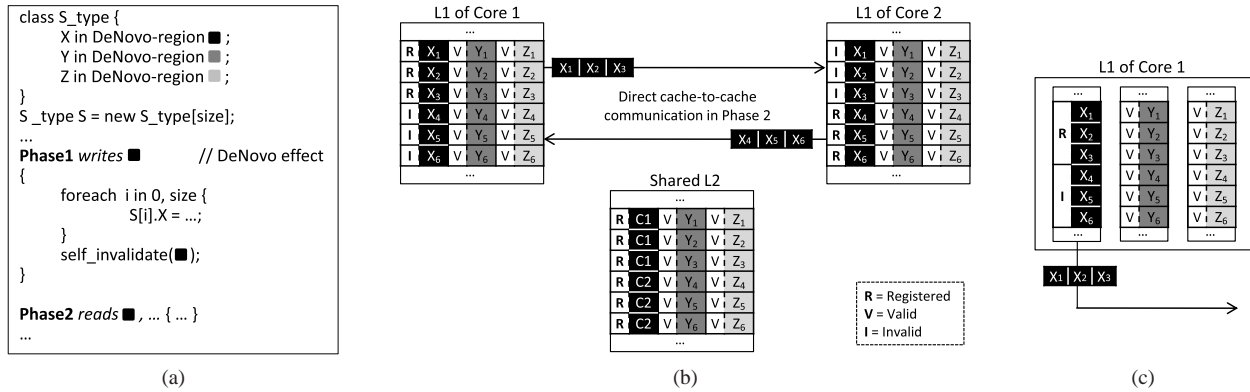 class S_type {
X in DeNovo-region ;
Y in DeNovo-region ;
Z in DeNovo-region ;
}
S _type S = new S_type[size];
...
Phase1 writes // DeNovo effect
{
foreach i in 0, size {
S[i].X = ...;
}
self_invalidate( );
}
Phase2 reads , ... { ... }
...
(a)
L1 of Core 1
...
R X1 V Y1 V Z1
R X2 V Y2 V Z2
R X3 V Y3 V Z3
I X4 V Y4 V Z4
I X5 V Y5 V Z5
I X6 V Y6 V Z6
...
X1 X2 X3
Direct cache-to-cache
communication in Phase 2
X4 X5 X6
L1 of Core 2
...
I X1 V Y1 V Z1
I X2 V Y2 V Z2
I X3 V Y3 V Z3
R X4 V Y4 V Z4
R X5 V Y5 V Z5
R X6 V Y6 V Z6
...
Shared L2
...
R C1 V Y1 V Z1
R C1 V Y2 V Z2
R C1 V Y3 V Z3
R C2 V Y4 V Z4
R C2 V Y5 V Z5
R C2 V Y6 V Z6
...
R = Registered
V = Valid
I = Invalid
(b)
L1 of Core 1
... ... ...
X1 V Y1 V Z1
R X2 V Y2 V Z2
X3 V Y3 V Z3
X4 V Y4 V Z4
I X5 V Y5 V Z5
X6 V Y6 V Z6
... ... ...
X1 X2 X3
(c)